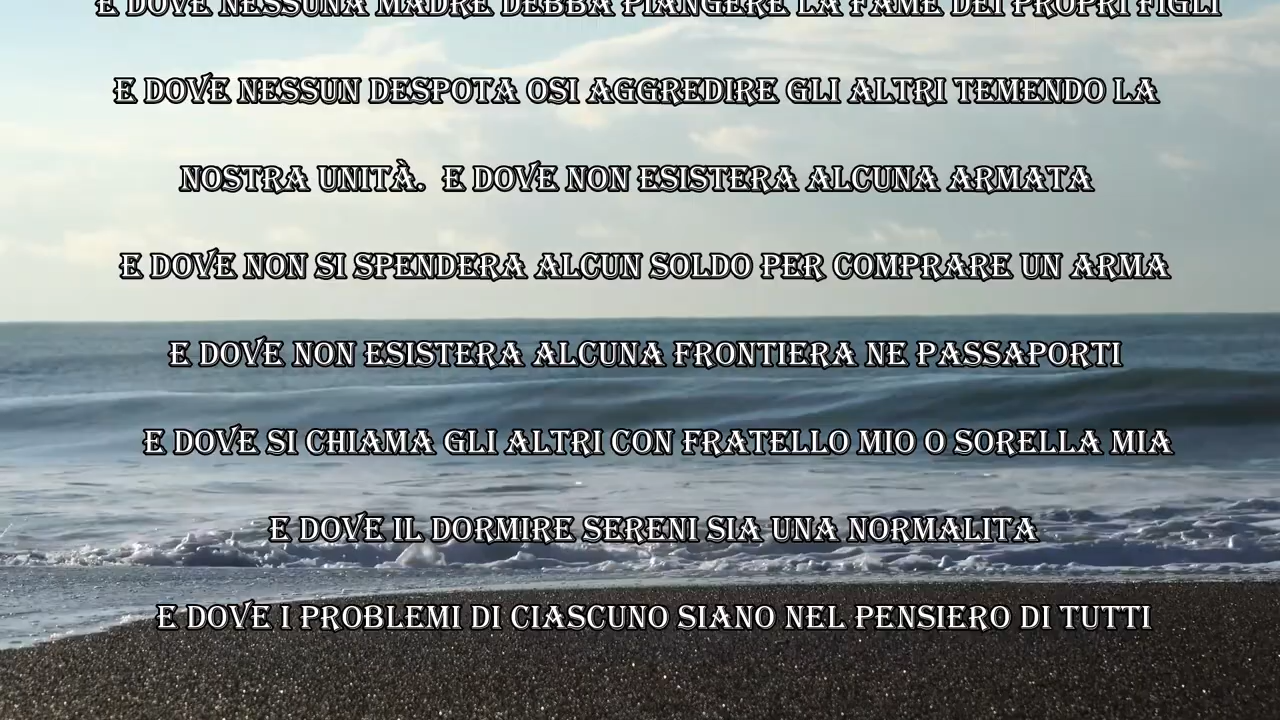 E DOVE NESSUNA MADRE DEBBA PIANGERE LA FAME DEI PROPRI FIGLI
E DOVE NESSUN DESPOTA OSI AGGREDIRE GLI ALTRI TEMENDO LA
NOSTRA UNITÀ. E DOVE NON ESISTERA ALCUNA ARMATA
E DOVE NON SI SPENDERA ALCUN SOLDO PER COMPRARE UN ARMA
E DOVE NON ESISTERA ALCUNA FRONTIERA NE PASSAPORTI
E DOVE SI CHIAMA GLI ALTRI CON FRATELLO MIO O SORELLA MIA
E DOVE IL DORMIRE SERENI SIA UNA NORMALITA
E DOVE I PROBLEMI DI CIASCUNO SIANO NEL PENSIERO DI TUTTI